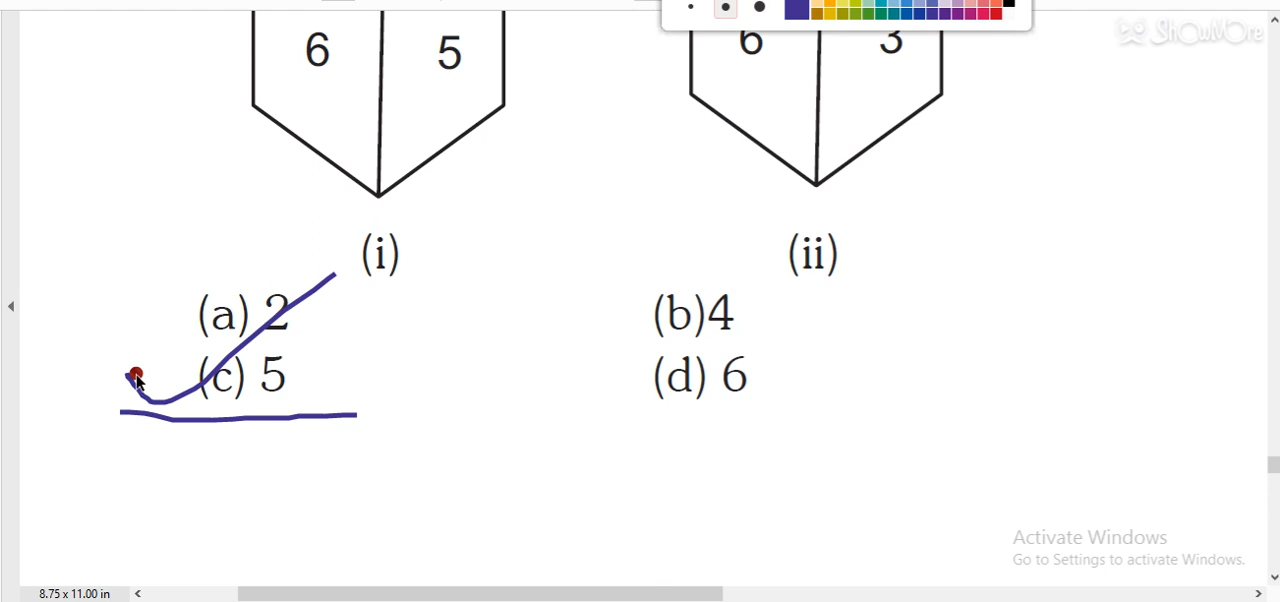 ShowMore
6 5 6 3
(i) (ii)
(a) 2 (b)4
(c) 5 (d) 6
Activate Windows
Go to Settings to activate Windows.
8.75 x 11.00 in